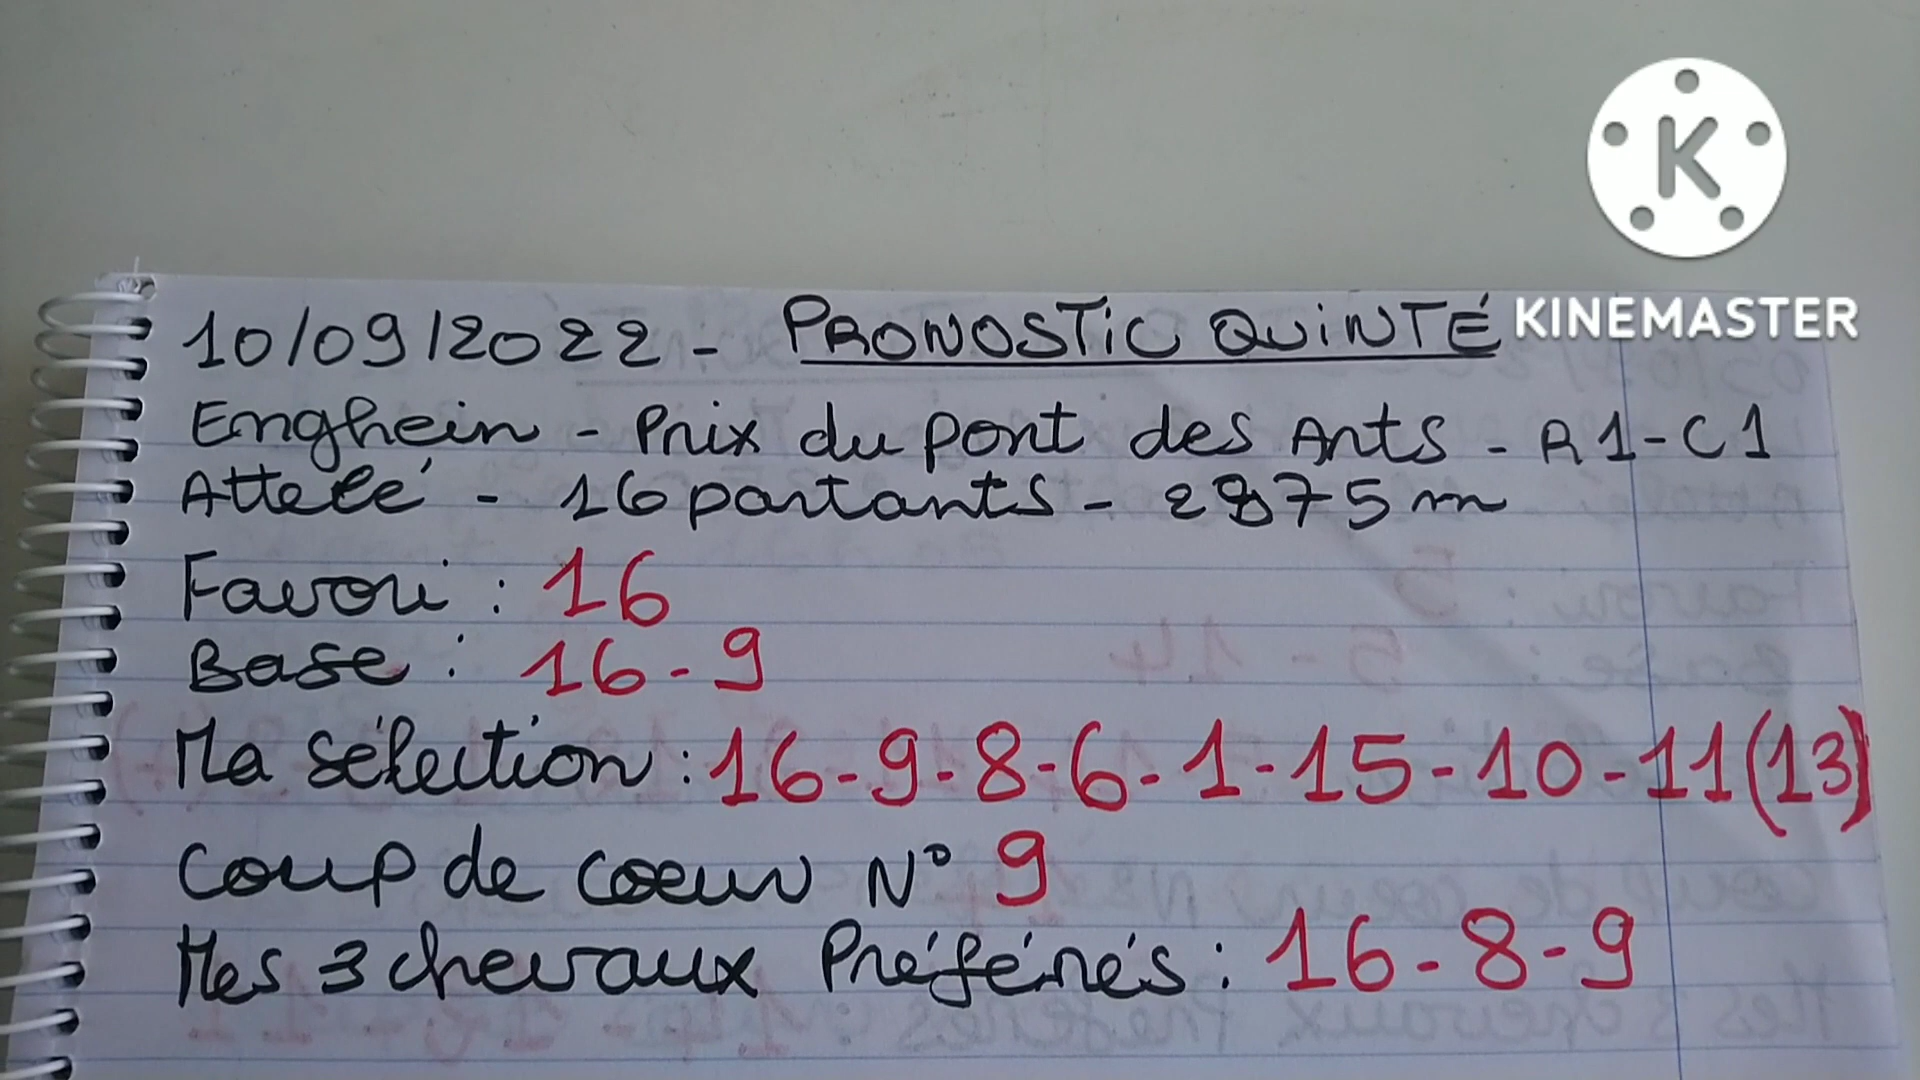 KINEMASTER
10/09/2022 - PRONOSTIC QUINTÉ
Enghein - Prix du pont des Arts - R1-C1
Attelé - 16 partants - 2875 m
Favori : 16
Base : 16 - 9
Ma sélection : 16 - 9 - 8 - 6 - 1 - 15 - 10 - 11 (13)
Coup de coeur N° 9
Mes 3 chevaux Préférés : 16 - 8 - 9